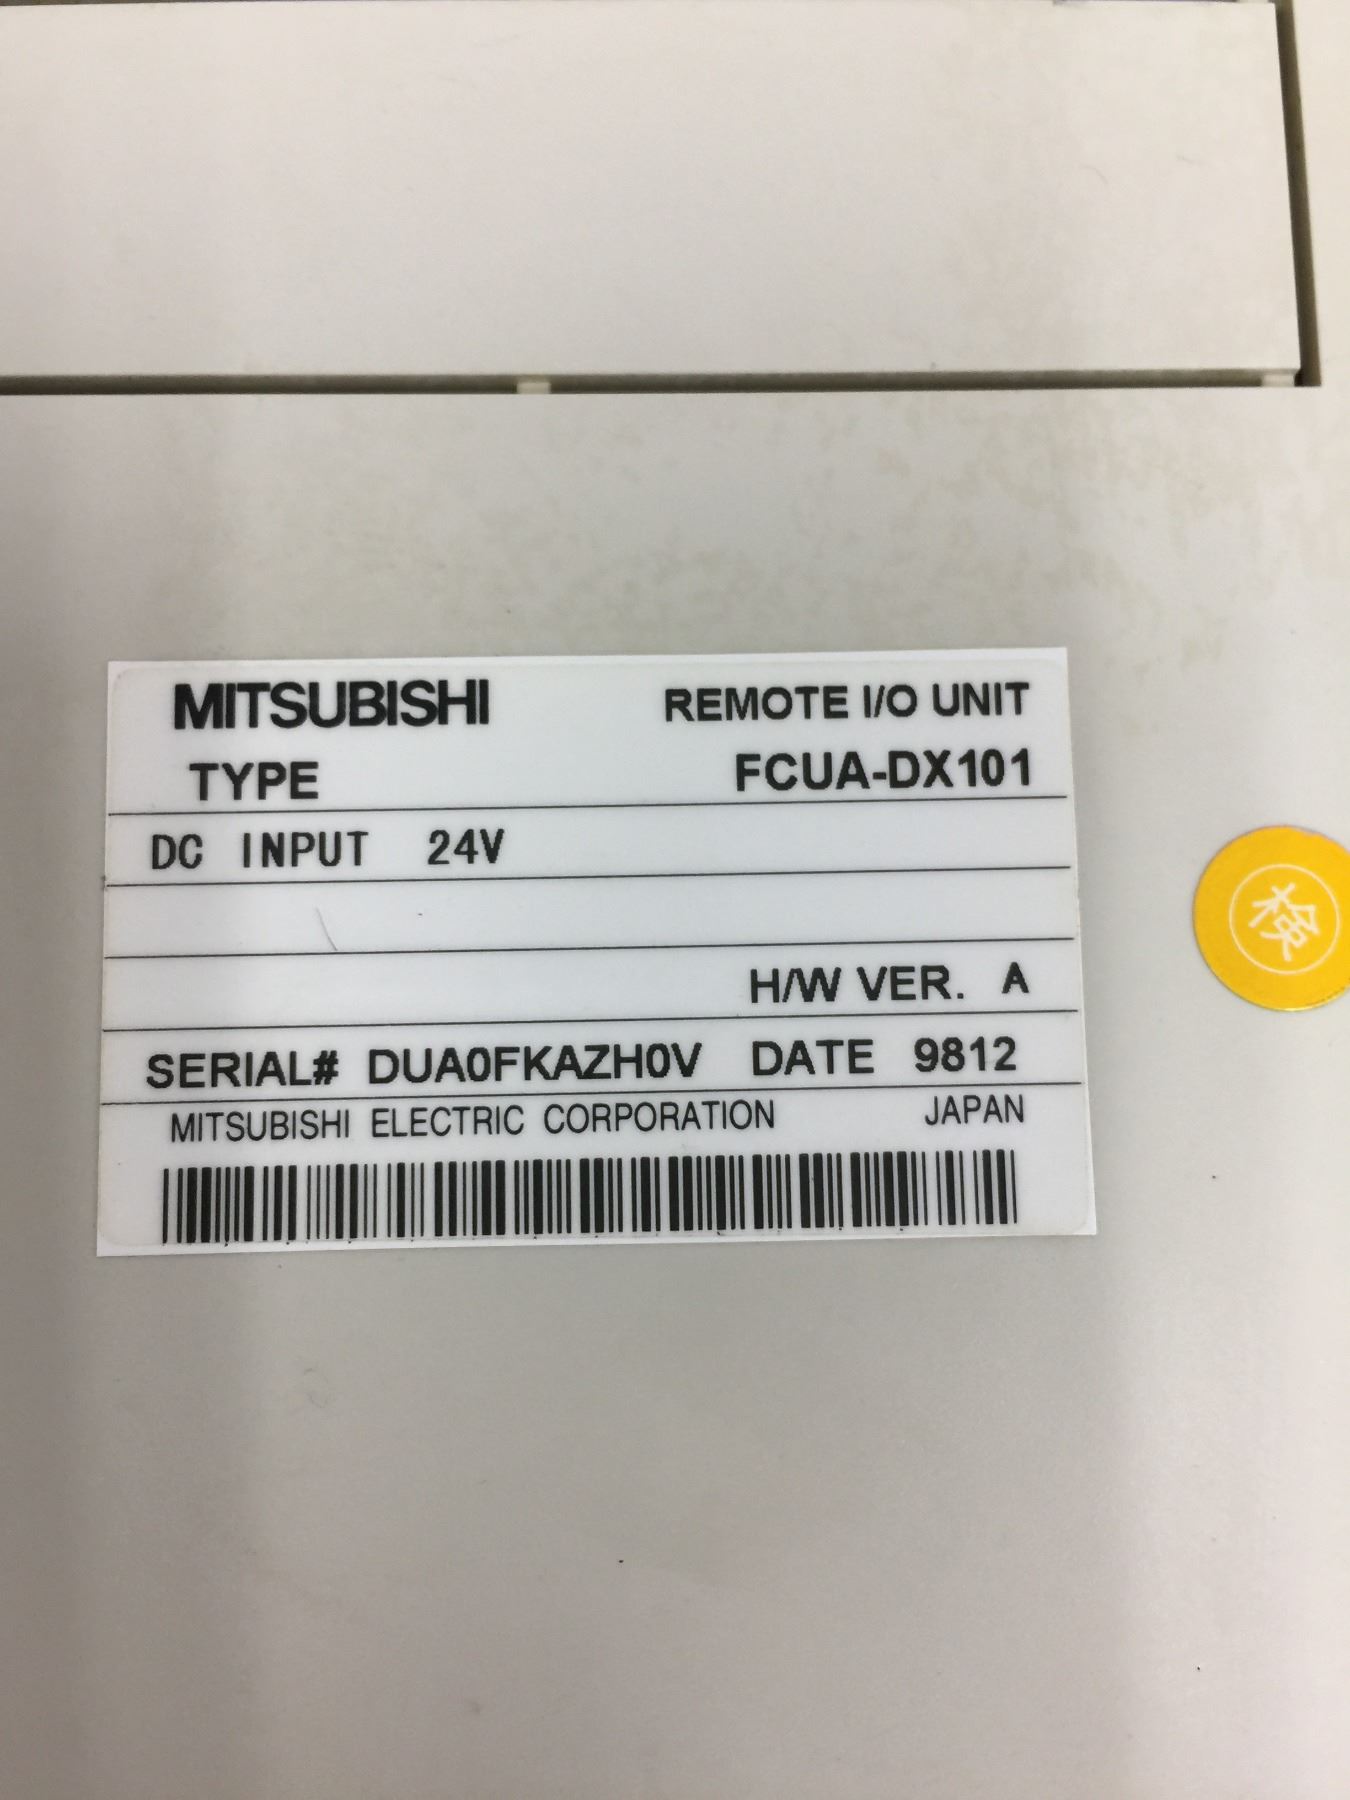 MITSUBISHI REMOTE I/O UNIT
TYPE FCUA-DX101
DC INPUT 24V
H/W VER. A
SERIAL# DUA0FKAZH0V DATE 9812
MITSUBISHI ELECTRIC CORPORATION JAPAN
検